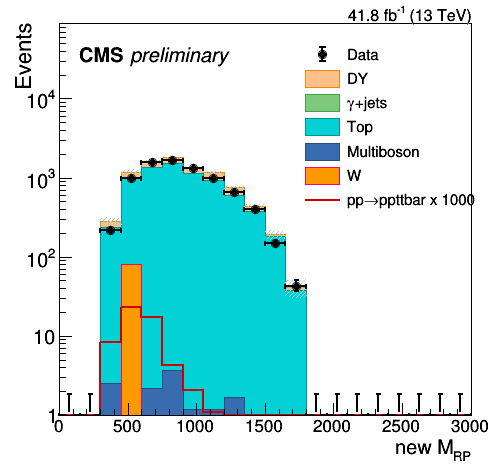 41.8 fb⁻¹ (13 TeV)
Events
CMS preliminary
Data
DY
γ+jets
Top
Multiboson
W
pp→ppttbar x 1000
10⁴
10³
10²
10
1
0 500 1000 1500 2000 2500 3000
new M_RP